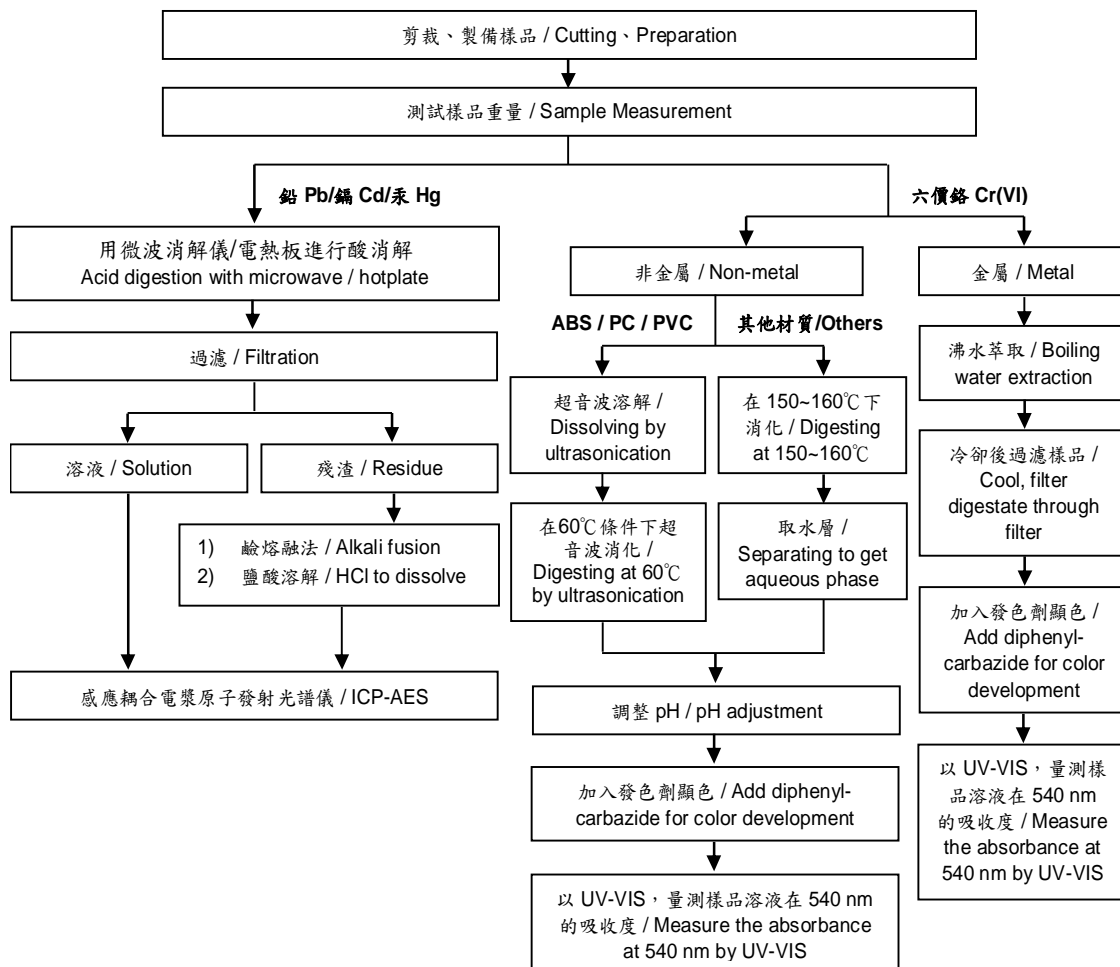 剪裁、製備樣品 / Cutting、Preparation
測試樣品重量 / Sample Measurement
鉛 Pb/鎘 Cd/汞 Hg
六價鉻 Cr(VI)
用微波消解儀/電熱板進行酸消解
Acid digestion with microwave / hotplate
過濾 / Filtration
溶液 / Solution
殘渣 / Residue
1) 鹼熔融法 / Alkali fusion
2) 鹽酸溶解 / HCl to dissolve
感應耦合電漿原子發射光譜儀 / ICP-AES
非金屬 / Non-metal
ABS / PC / PVC
其他材質/Others
超音波溶解 /
Dissolving by
ultrasonication
在60℃條件下超
音波消化 /
Digesting at 60℃
by ultrasonication
在 150~160℃下
消化 / Digesting
at 150~160℃
取水層 /
Separating to get
aqueous phase
調整 pH / pH adjustment
加入發色劑顯色 / Add diphenyl-
carbazide for color development
以 UV-VIS，量測樣品溶液在 540 nm
的吸收度 / Measure the absorbance
at 540 nm by UV-VIS
金屬 / Metal
沸水萃取 / Boiling
water extraction
冷卻後過濾樣品 /
Cool, filter
digestate through
filter
加入發色劑顯色 /
Add diphenyl-
carbazide for color
development
以 UV-VIS，量測樣
品溶液在 540 nm
的吸收度 / Measure
the absorbance at
540 nm by UV-VIS